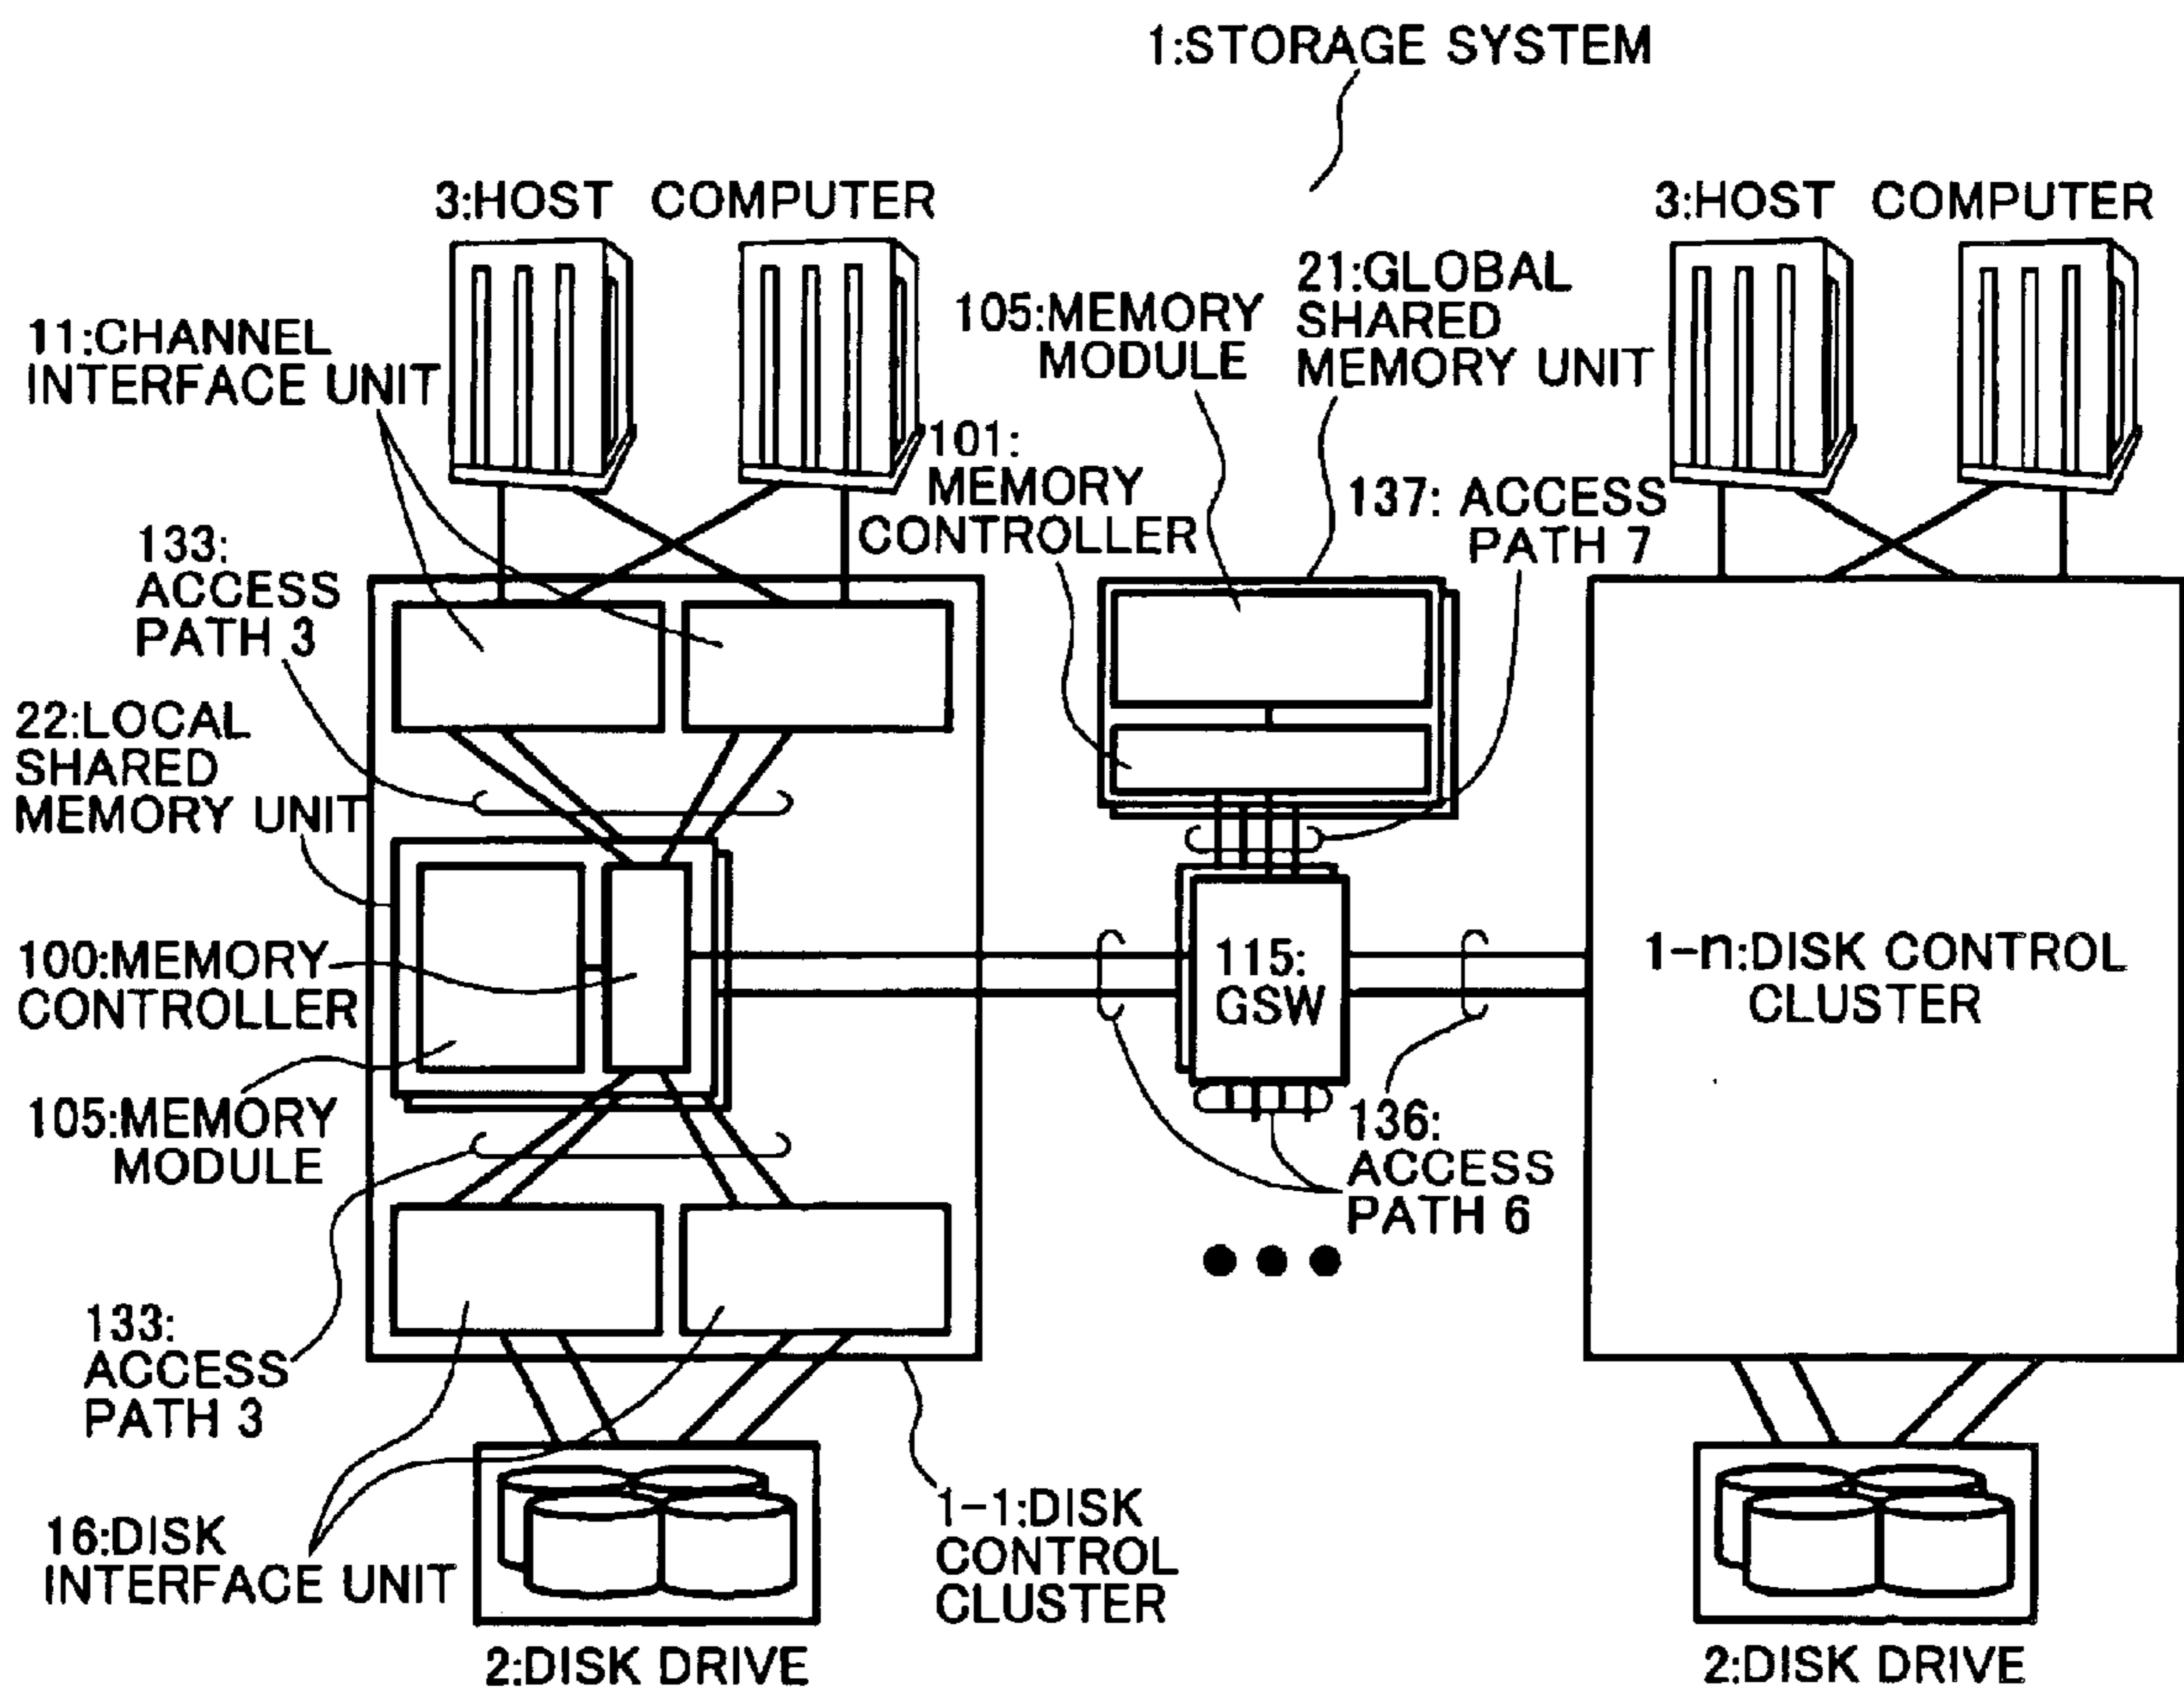 1:STORAGE SYSTEM
3:HOST COMPUTER
3:HOST COMPUTER
11:CHANNEL
INTERFACE UNIT
105:MEMORY
MODULE
21:GLOBAL
SHARED
MEMORY UNIT
101:
MEMORY
CONTROLLER
137: ACCESS
PATH 7
133:
ACCESS
PATH 3
22:LOCAL
SHARED
MEMORY UNIT
100:MEMORY
CONTROLLER
115:
GSW
1-n:DISK CONTROL
CLUSTER
105:MEMORY
MODULE
136:
ACCESS
PATH 6
133:
ACCESS
PATH 3
16:DISK
INTERFACE UNIT
1-1:DISK
CONTROL
CLUSTER
2:DISK DRIVE
2:DISK DRIVE